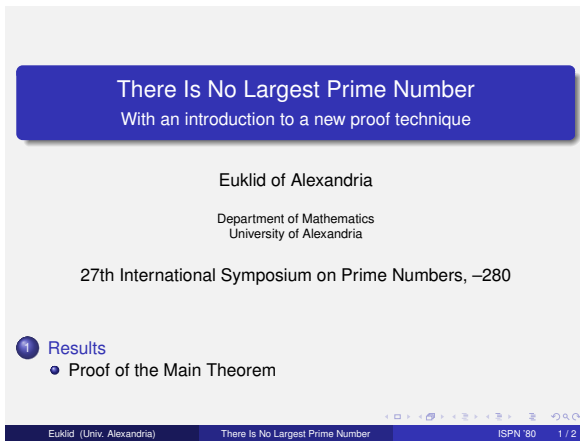 There Is No Largest Prime Number
With an introduction to a new proof technique
Euklid of Alexandria
Department of Mathematics
University of Alexandria
27th International Symposium on Prime Numbers, –280
1 Results
Proof of the Main Theorem
Euklid (Univ. Alexandria) There Is No Largest Prime Number ISPN '80 1 / 2